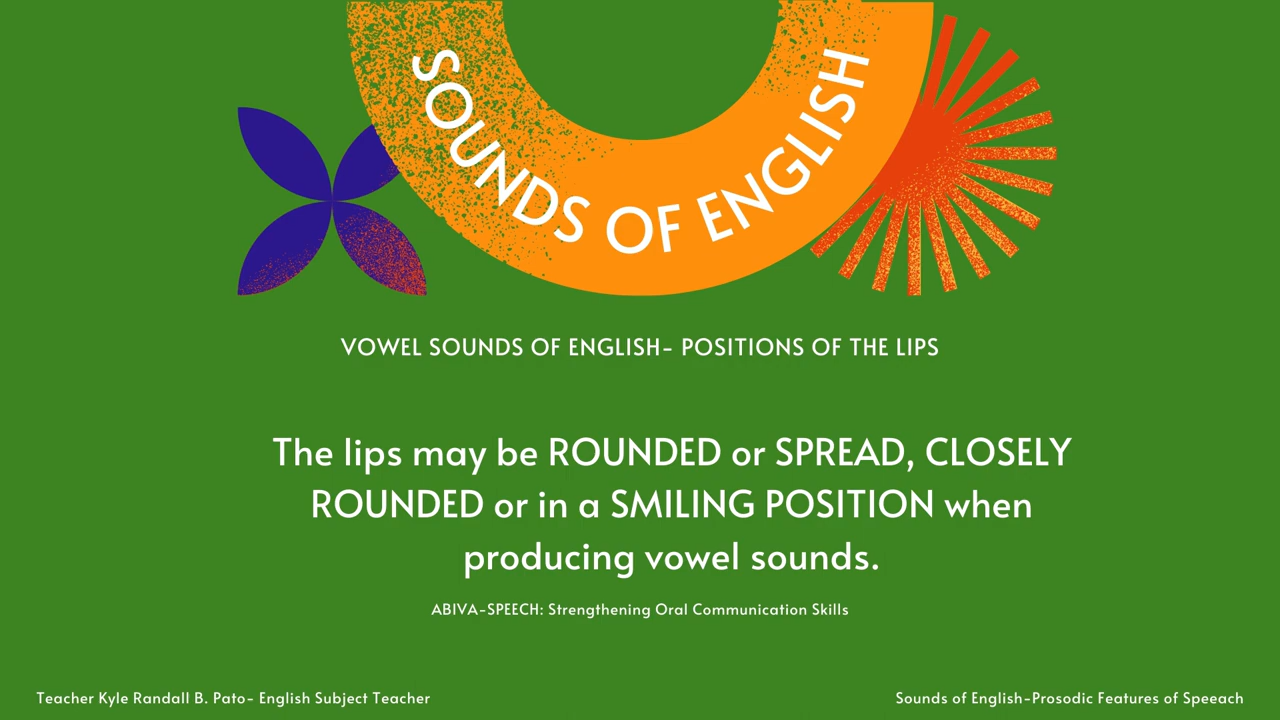 SOUNDS OF ENGLISH
VOWEL SOUNDS OF ENGLISH- POSITIONS OF THE LIPS
The lips may be ROUNDED or SPREAD, CLOSELY
ROUNDED or in a SMILING POSITION when
producing vowel sounds.
ABIVA-SPEECH: Strengthening Oral Communication Skills
Teacher Kyle Randall B. Pato- English Subject Teacher
Sounds of English-Prosodic Features of Speeach